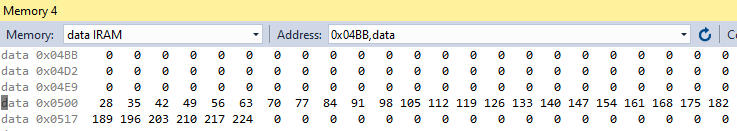 Memory 4
Memory: data IRAM Address: 0x04BB,data
data 0x04BB 0 0 0 0 0 0 0 0 0 0 0 0 0 0 0 0 0 0 0 0 0 0 0
data 0x04D2 0 0 0 0 0 0 0 0 0 0 0 0 0 0 0 0 0 0 0 0 0 0 0
data 0x04E9 0 0 0 0 0 0 0 0 0 0 0 0 0 0 0 0 0 0 0 0 0 0 0
data 0x0500 28 35 42 49 56 63 70 77 84 91 98 105 112 119 126 133 140 147 154 161 168 175 182
data 0x0517 189 196 203 210 217 224 0 0 0 0 0 0 0 0 0 0 0 0 0 0 0 0 0